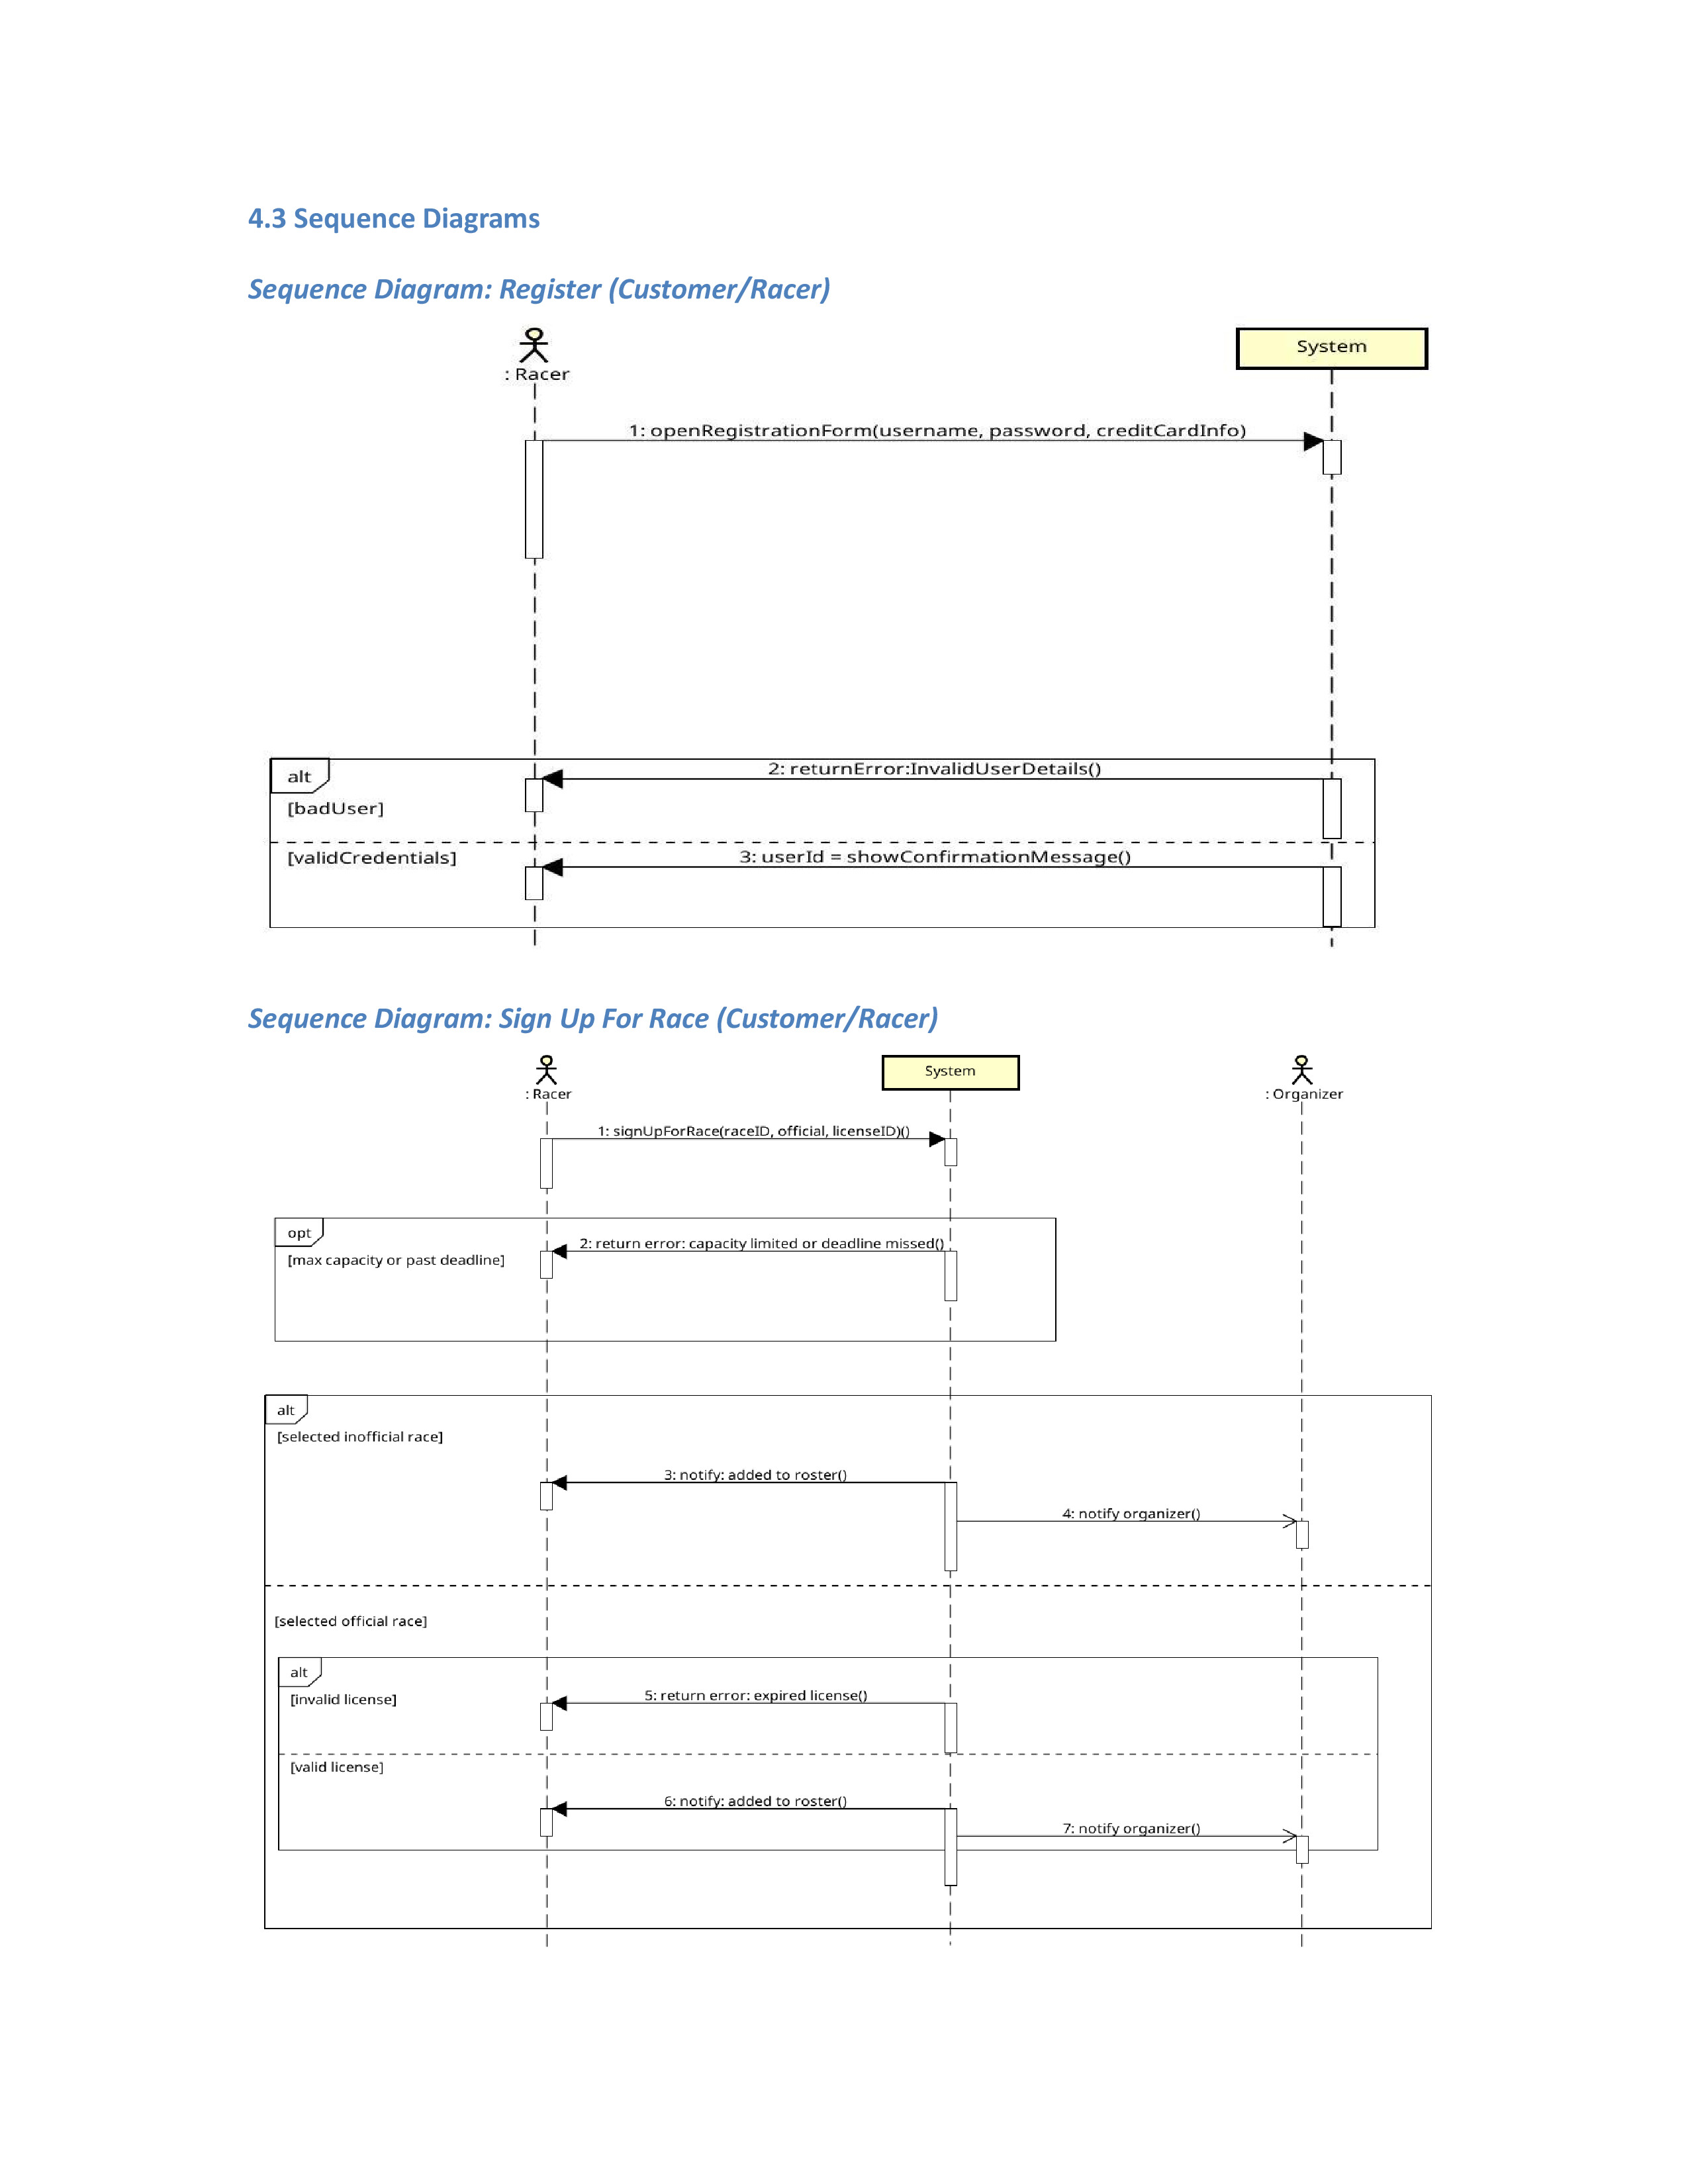 4.3 Sequence Diagrams
Sequence Diagram: Register (Customer/Racer)
: Racer
System
1: openRegistrationForm(username, password, creditCardInfo)
alt
2: returnError:InvalidUserDetails()
[badUser]
[validCredentials]
3: userId = showConfirmationMessage()
Sequence Diagram: Sign Up For Race (Customer/Racer)
: Racer
System
: Organizer
1: signUpForRace(raceID, official, licenseID)()
opt
2: return error: capacity limited or deadline missed()
[max capacity or past deadline]
alt
[selected inofficial race]
3: notify: added to roster()
4: notify organizer()
[selected official race]
alt
[invalid license]
5: return error: expired license()
[valid license]
6: notify: added to roster()
7: notify organizer()